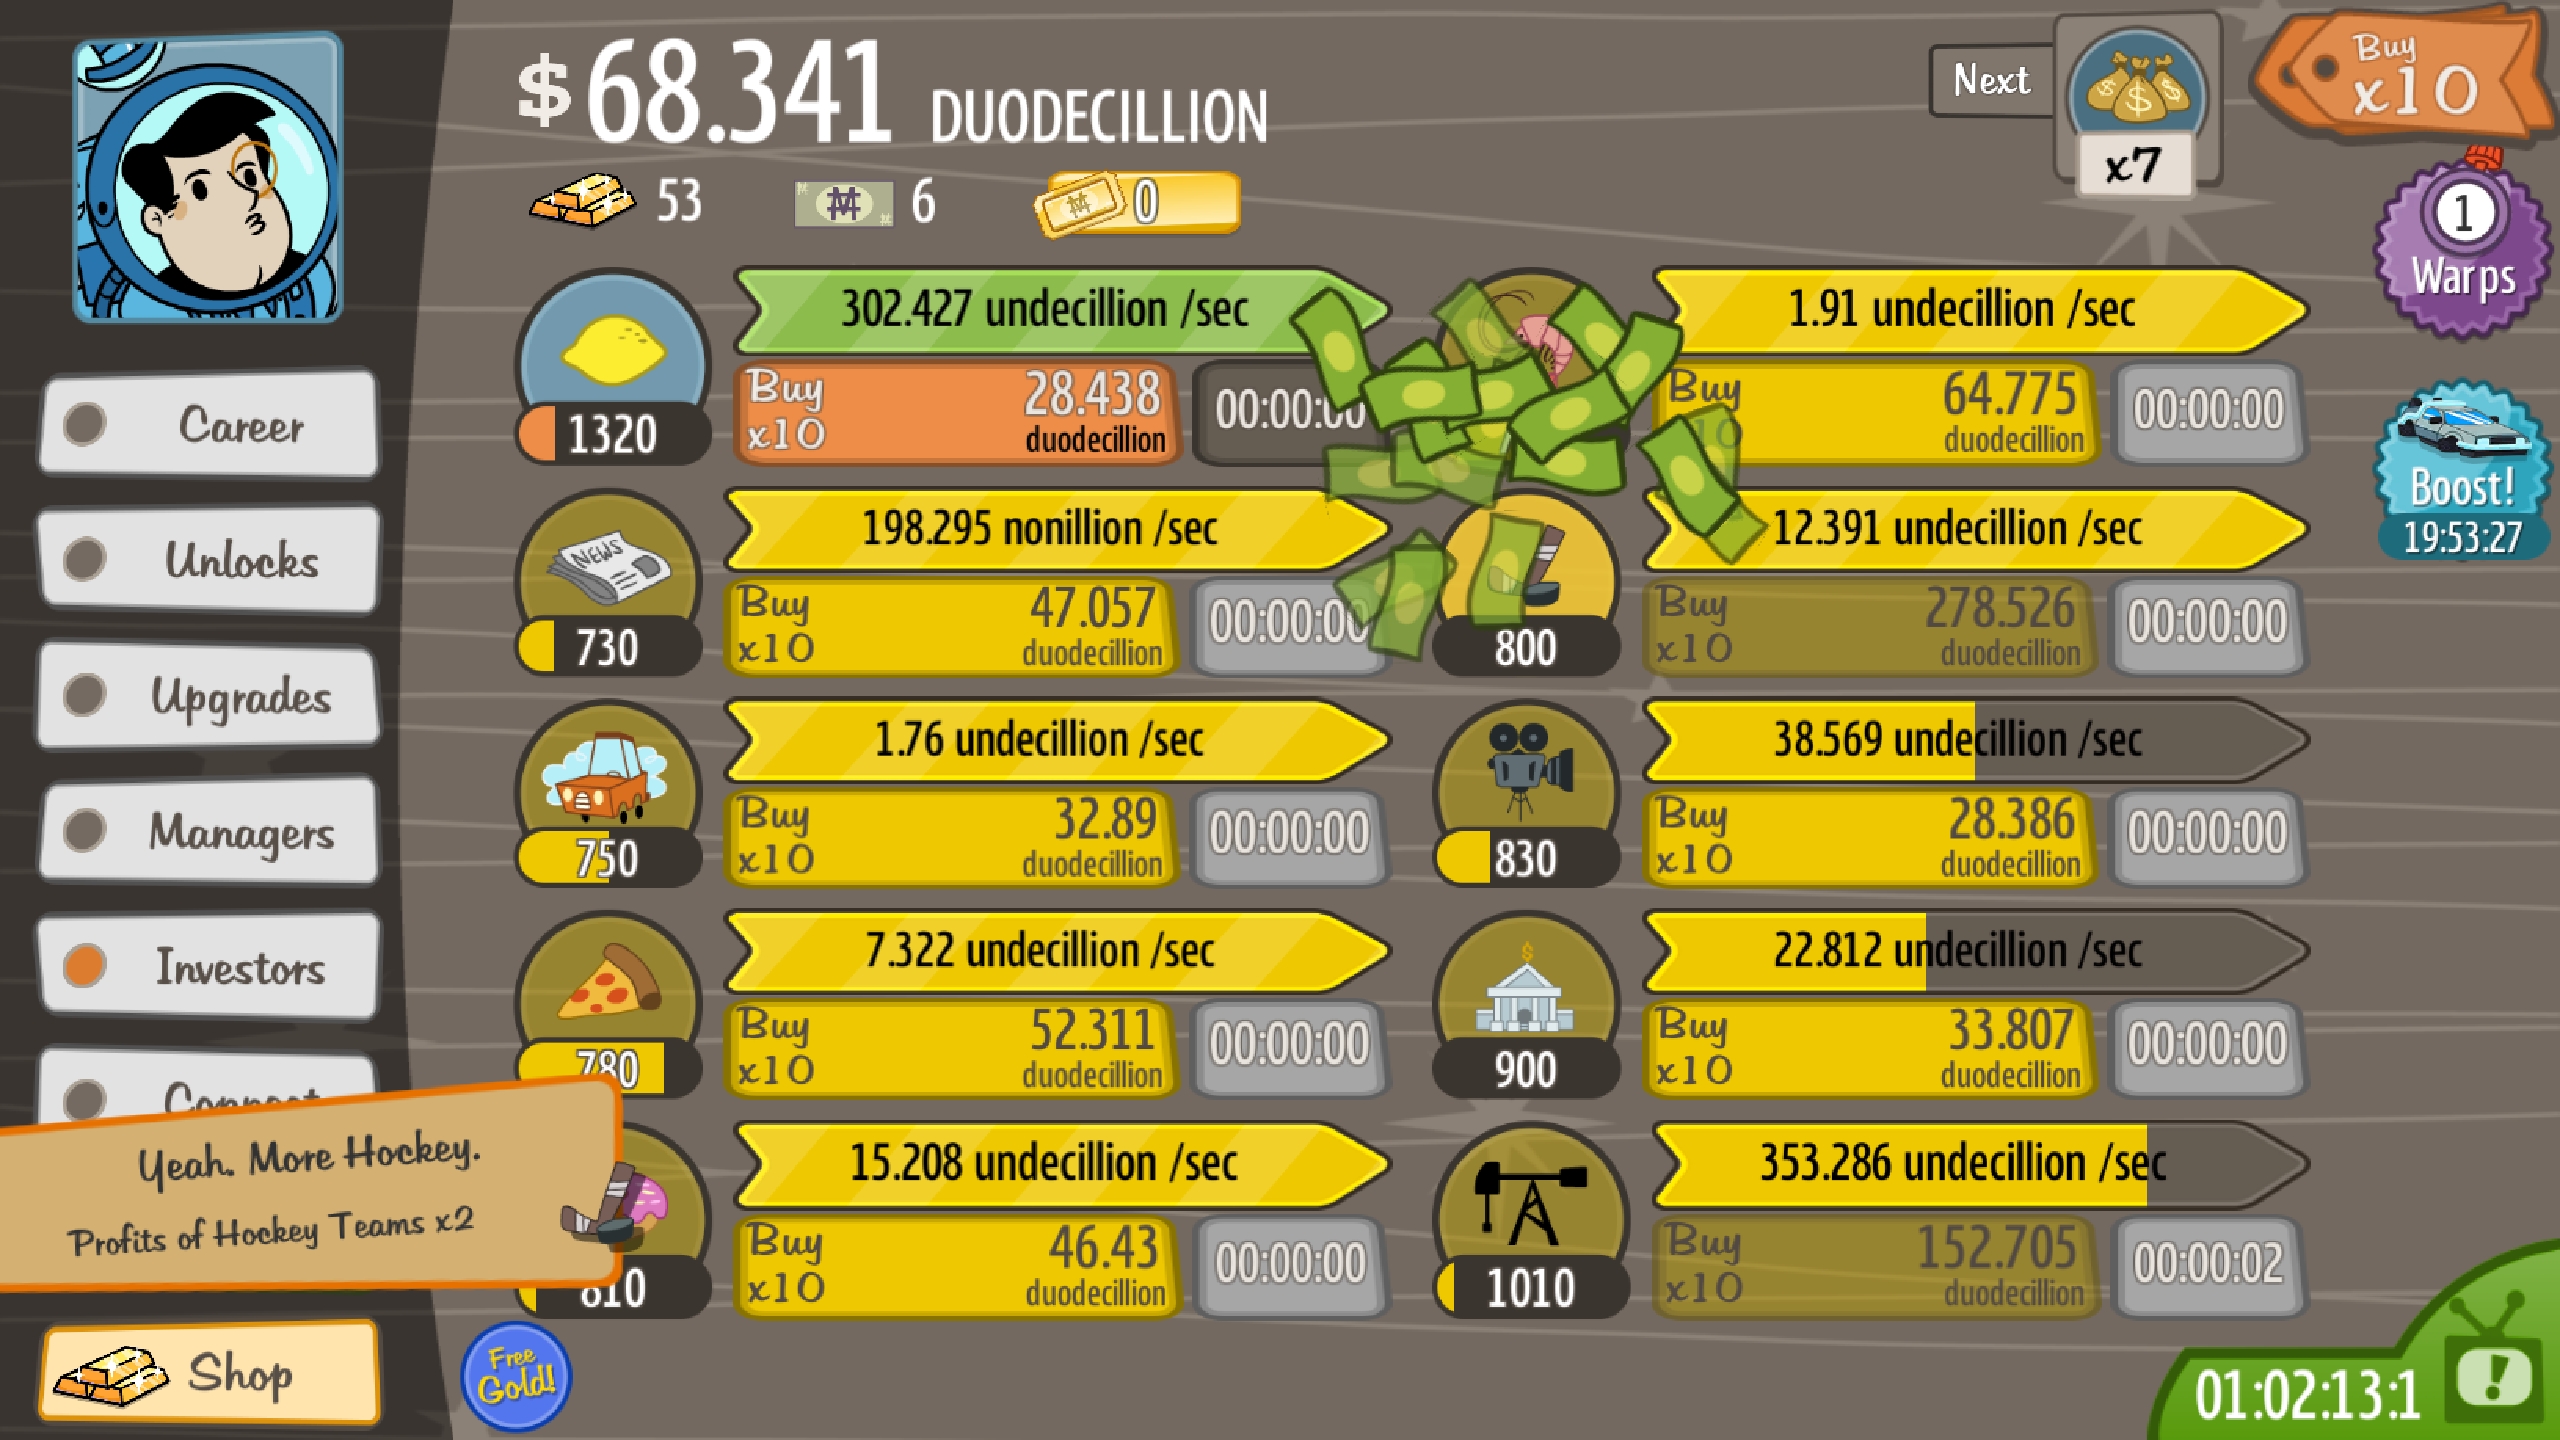 $68.341 DUODECILLION
Next
x7
Buy
x10
53
6
0
1
Warps
Boost!
19:53:27
Career
Unlocks
Upgrades
Managers
Investors
Yeah. More Hockey.
Profits of Hockey Teams x2
Shop
Free
Gold!
302.427 undecillion /sec
1320
Buy
x10
28.438
duodecillion
NEWS
198.295 nonillion /sec
730
Buy
x10
47.057
duodecillion
00:00:00
1.76 undecillion /sec
750
Buy
x10
32.89
duodecillion
00:00:00
7.322 undecillion /sec
780
Buy
x10
52.311
duodecillion
00:00:00
15.208 undecillion /sec
810
Buy
x10
46.43
duodecillion
00:00:00
1.91 undecillion /sec
Buy
64.775
duodecillion
00:00:00
12.391 undecillion /sec
800
Buy
x10
278.526
duodecillion
00:00:00
38.569 undecillion /sec
830
Buy
x10
28.386
duodecillion
00:00:00
22.812 undecillion /sec
900
Buy
x10
33.807
duodecillion
00:00:00
353.286 undecillion /sec
1010
Buy
x10
152.705
duodecillion
00:00:02
01:02:13:1